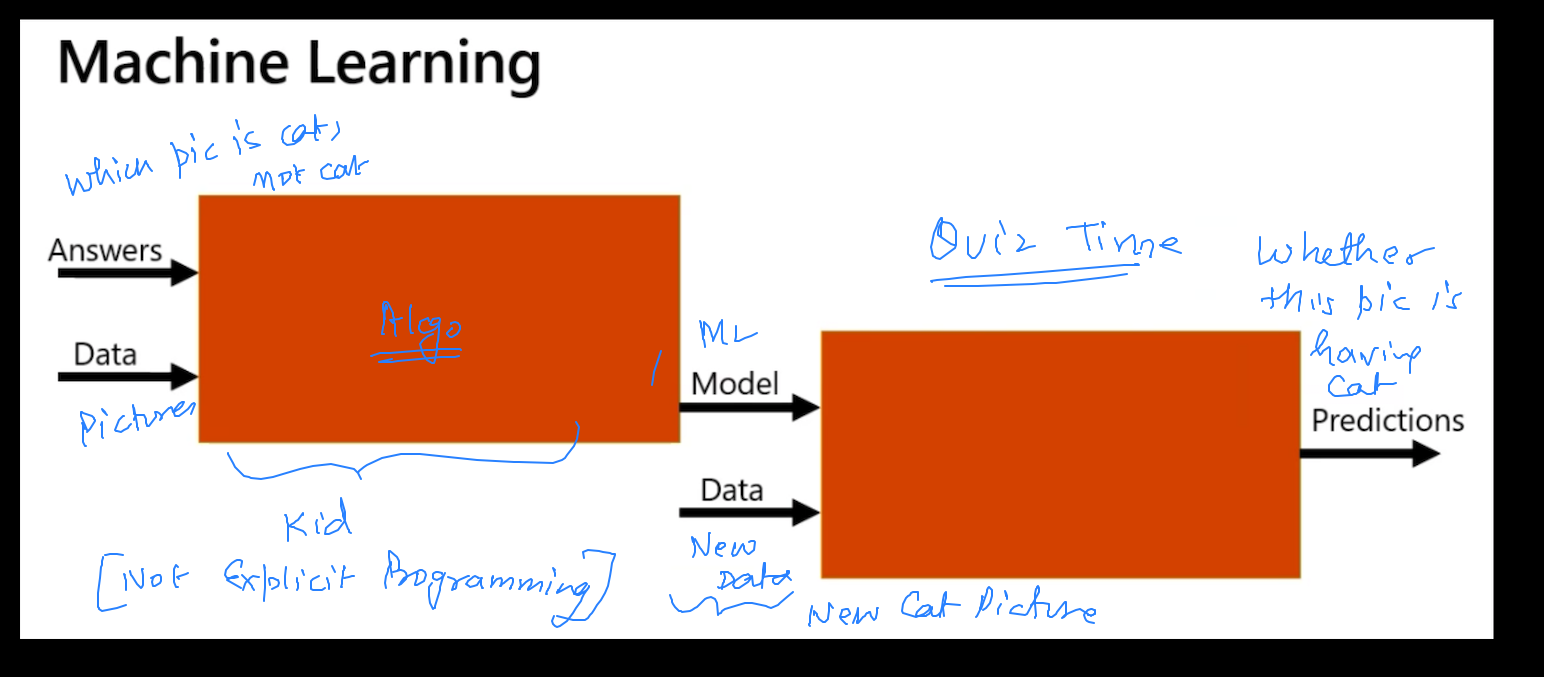 Machine Learning
which pic is cat,
not cat
Answers
Algo
Data
Pictures
Kid
[Not Explicit Programming]
ML
Model
Data
New
Data
New Cat Picture
Quiz Time
Whether
this pic is
having
Cat
Predictions